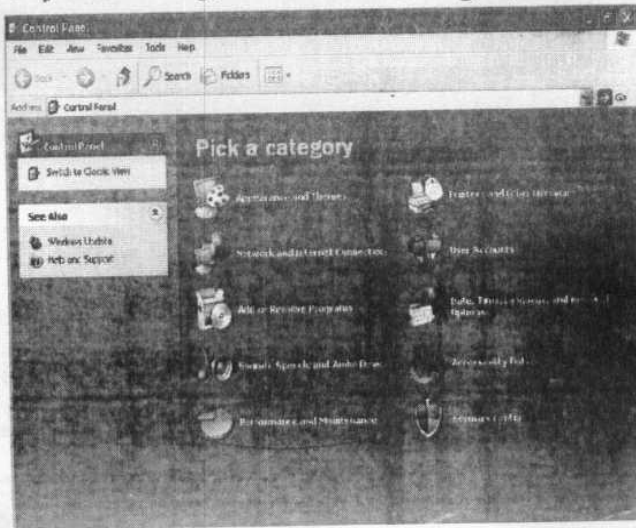 Control Panel
File Edit View Favorites Tools Help
Back Search Folders
Address Control Panel
Control Panel
Switch to Classic View
See Also
Windows Update
Help and Support
Pick a category
Appearance and Themes
Printers and Other Hardware
Network and Internet Connections
User Accounts
Add or Remove Programs
Date, Time, Language, and Regional
Options
Sounds, Speech, and Audio Devices
Accessibility Options
Performance and Maintenance
Security Center